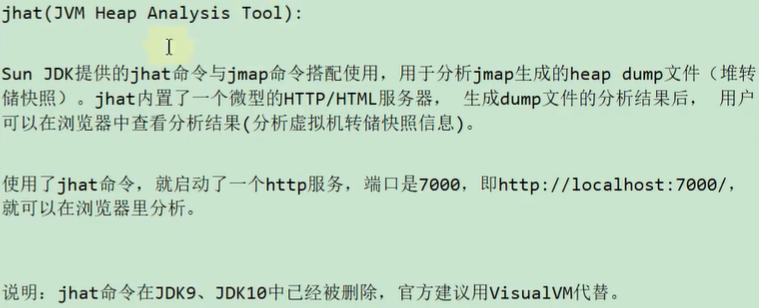 jhat(JVM Heap Analysis Tool):
Sun JDK提供的jhat命令与jmap命令搭配使用，用于分析jmap生成的heap dump文件（堆转
储快照）。jhat内置了一个微型的HTTP/HTML服务器， 生成dump文件的分析结果后， 用户
可以在浏览器中查看分析结果(分析虚拟机转储快照信息)。
使用了jhat命令，就启动了一个http服务，端口是7000，即http://localhost:7000/，
就可以在浏览器里分析。
说明：jhat命令在JDK9、JDK10中已经被删除，官方建议用VisualVM代替。